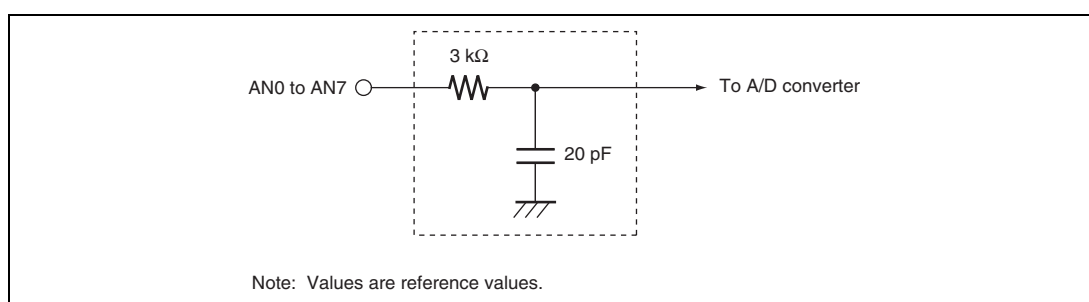 3 kΩ
AN0 to AN7
To A/D converter
20 pF
Note: Values are reference values.